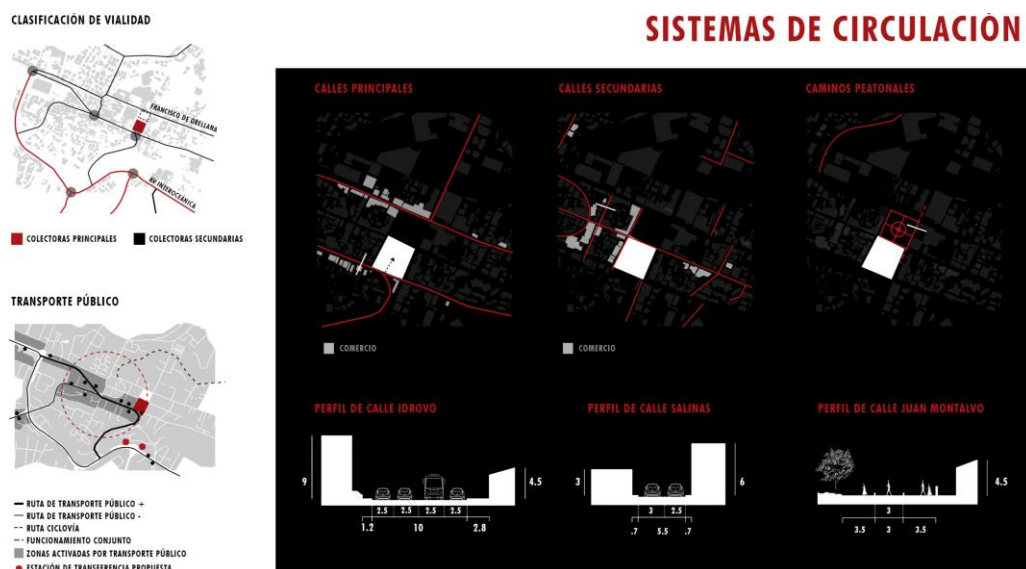 CLASIFICACIÓN DE VIALIDAD
SISTEMAS DE CIRCULACIÓN
FRANCISCO DE ORELLANA
AV INTEROCEÁNICA
COLECTORAS PRINCIPALES
COLECTORAS SECUNDARIAS
TRANSPORTE PÚBLICO
RUTA DE TRANSPORTE PÚBLICO +
RUTA DE TRANSPORTE PÚBLICO -
RUTA CICLOVÍA
FUNCIONAMIENTO CONJUNTO
ZONAS ACTIVADAS POR TRANSPORTE PÚBLICO
ESTACIÓN DE TRANSFERENCIA PROPUESTA
CALLES PRINCIPALES
CALLES SECUNDARIAS
CAMINOS PEATONALES
COMERCIO
COMERCIO
PERFIL DE CALLE IDROVO
9
4.5
2.5 2.5 2.5 2.5
1.2 10 2.8
PERFIL DE CALLE SALINAS
3
6
3 2.5
.7 5.5 .7
PERFIL DE CALLE JUAN MONTALVO
4.5
3
3.5 3 3.5